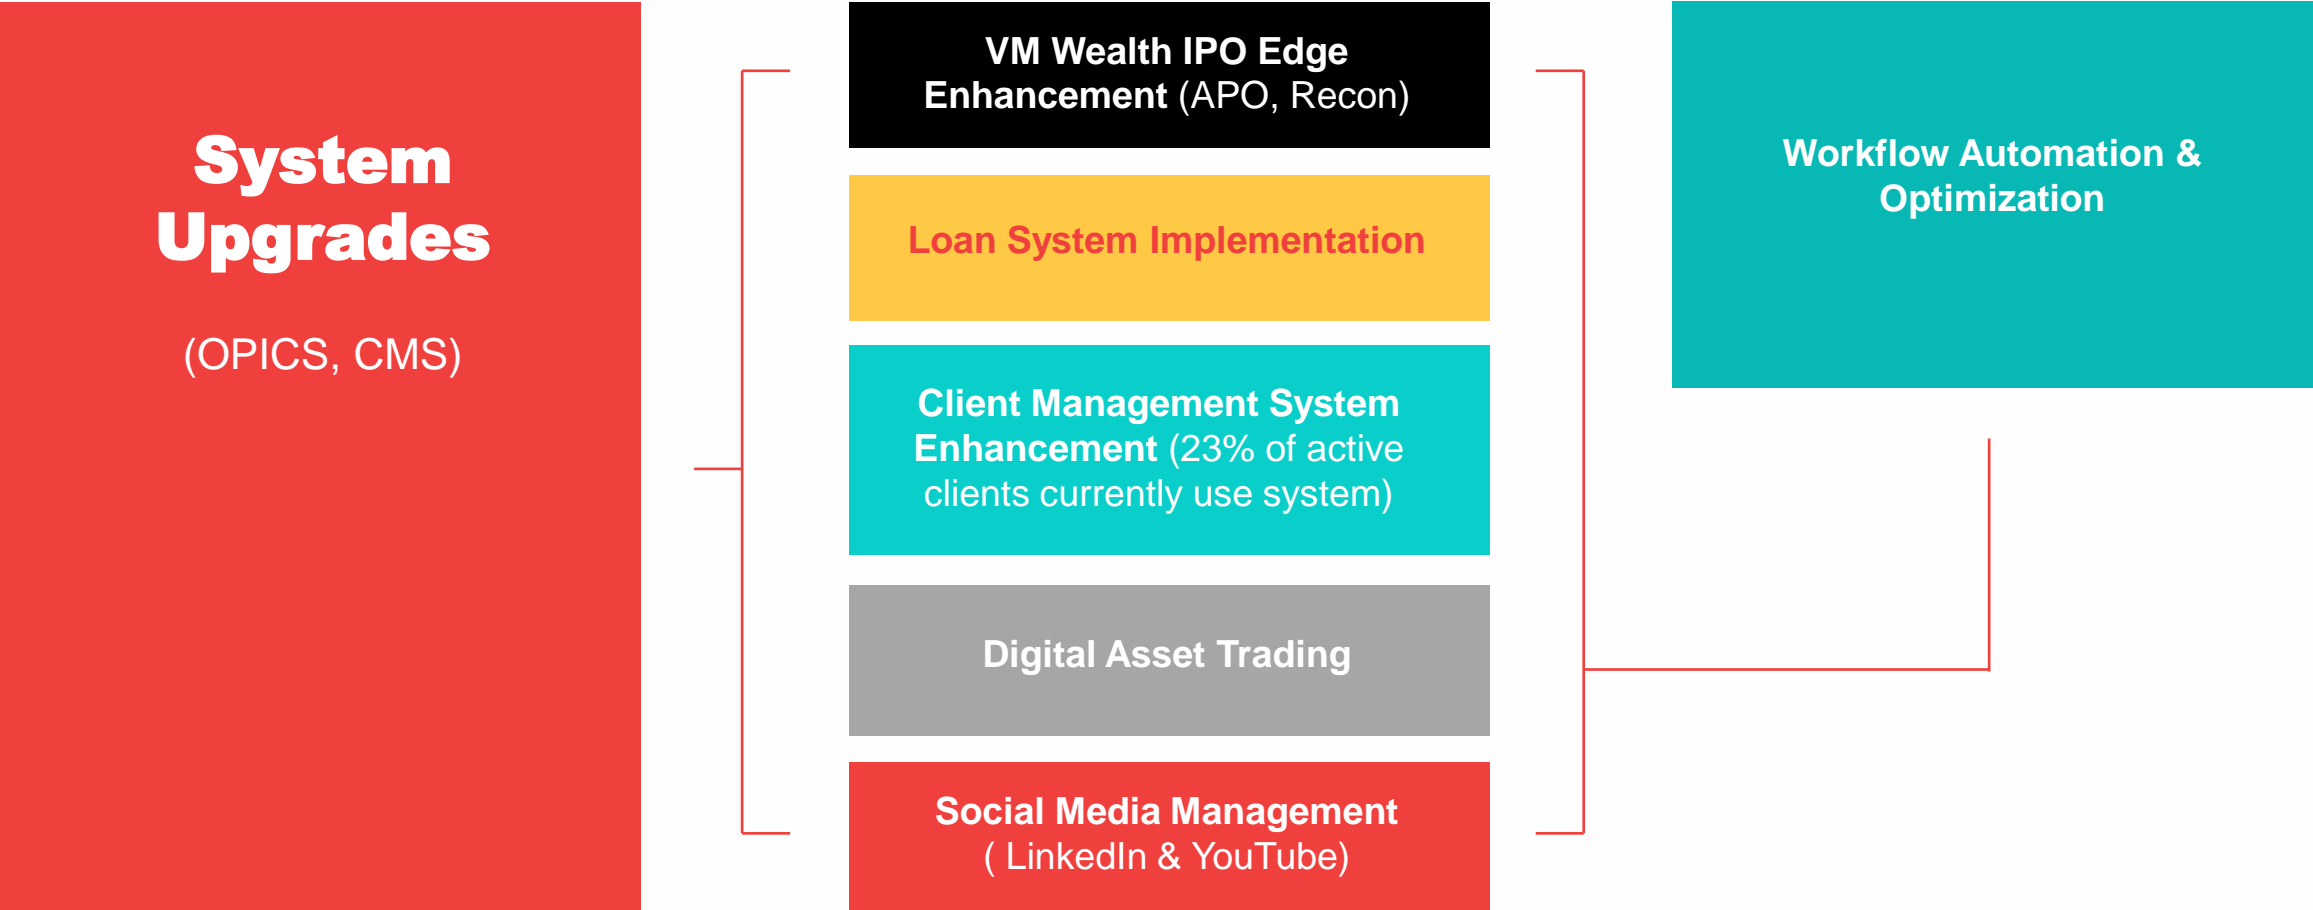 System
Upgrades
(OPICS, CMS)
VM Wealth IPO Edge
Enhancement (APO, Recon)
Loan System Implementation
Client Management System
Enhancement (23% of active
clients currently use system)
Digital Asset Trading
Social Media Management
( LinkedIn & YouTube)
Workflow Automation &
Optimization